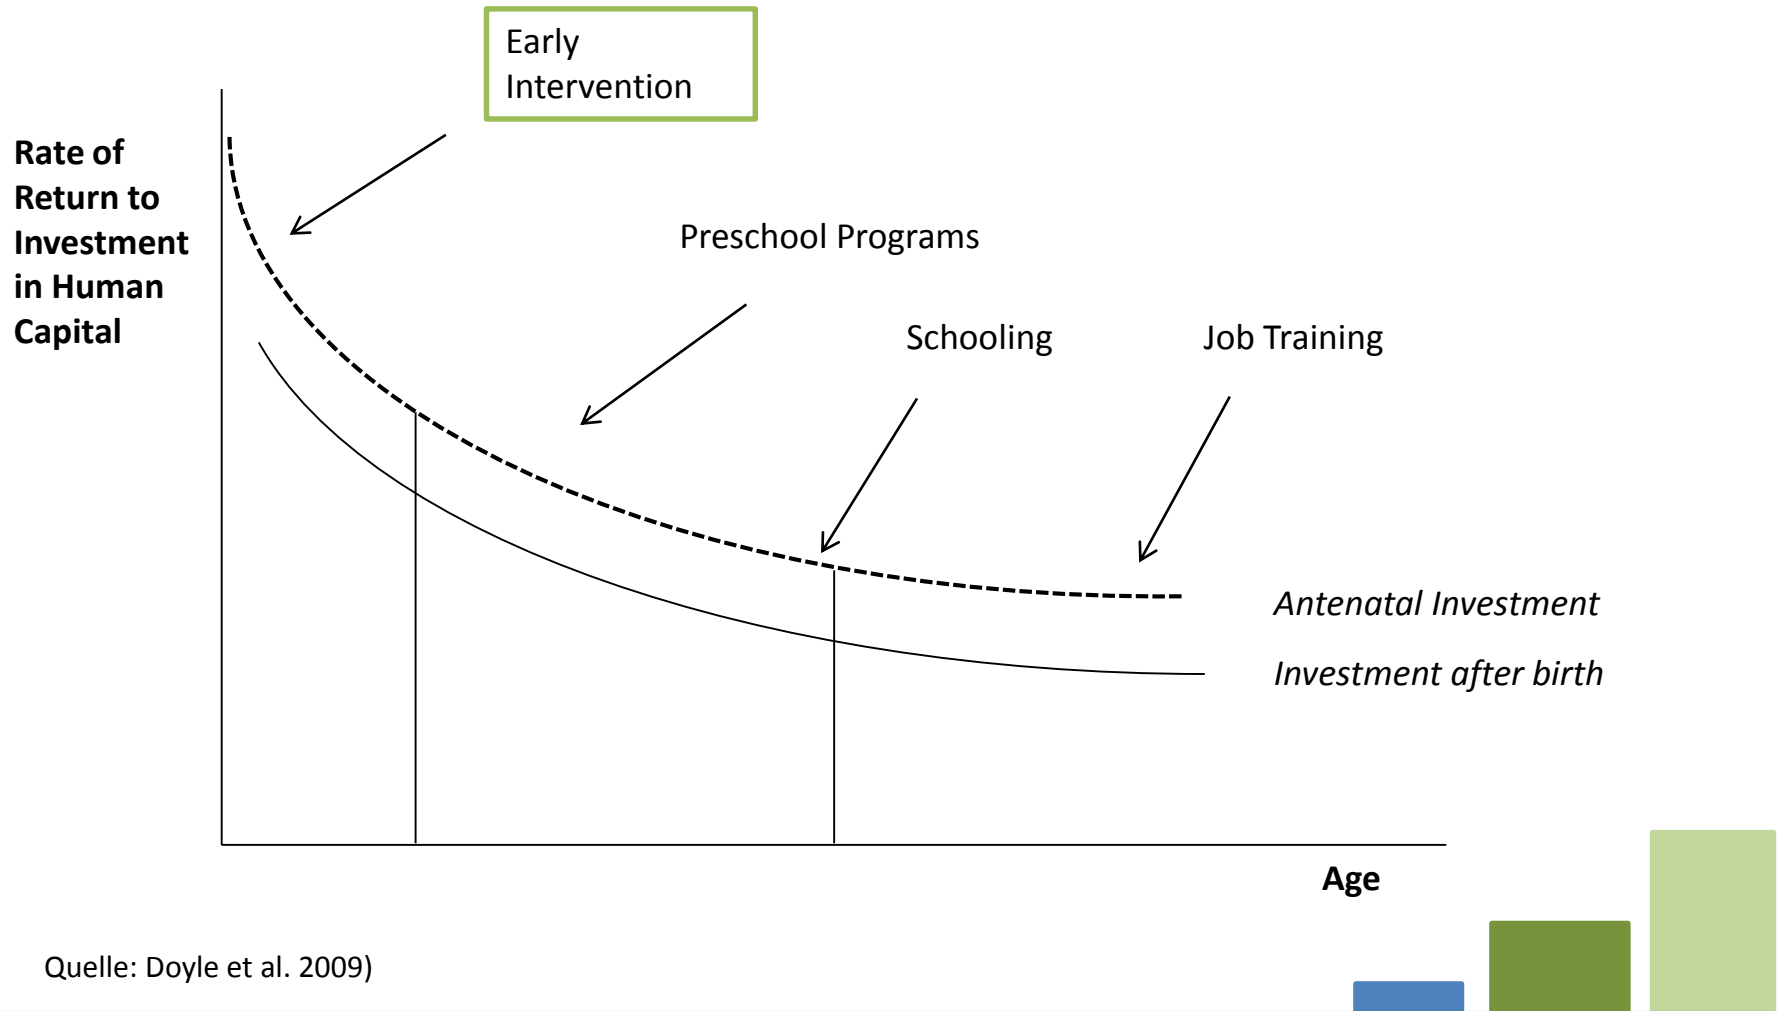 Early
Intervention
Rate of
Return to
Investment
in Human
Capital
Preschool Programs
Schooling
Job Training
Antenatal Investment
Investment after birth
Age
Quelle: Doyle et al. 2009)